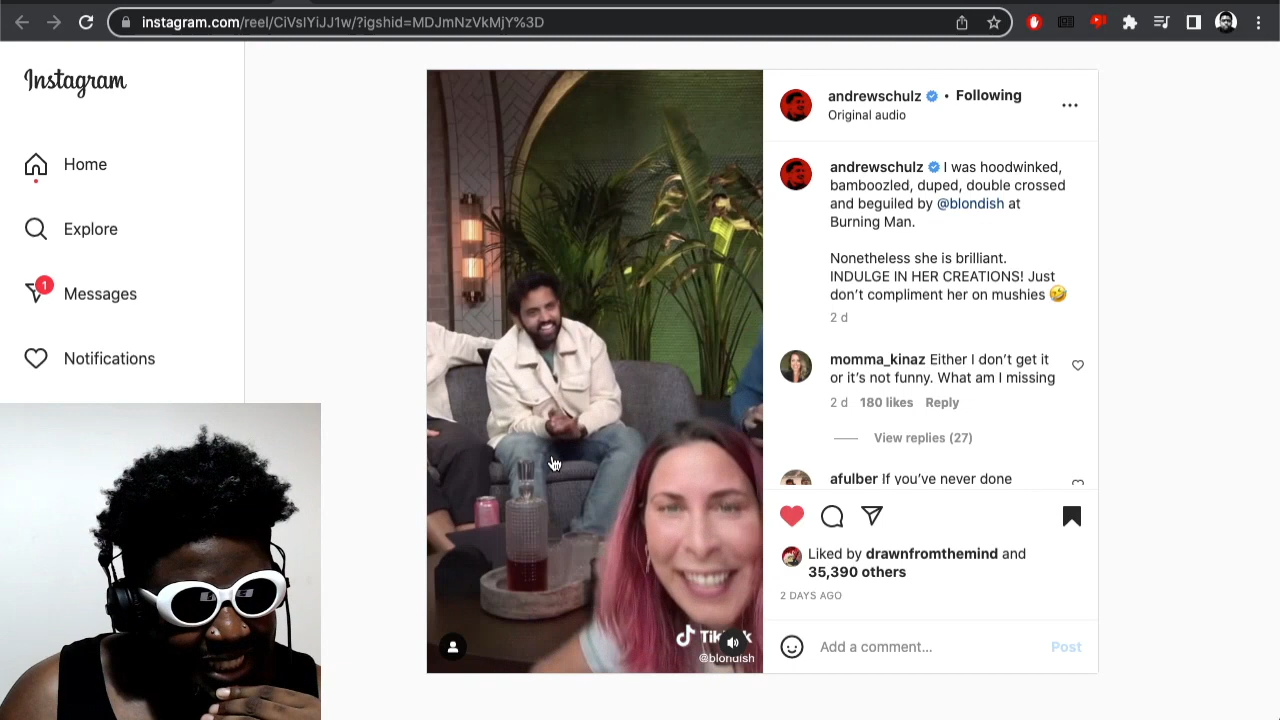 instagram.com/reel/CiVsIYiJJ1w/?igshid=MDJmNzVkMjY%3D
Instagram
Home
Explore
1
Messages
Notifications
andrewschulz • Following
Original audio
andrewschulz I was hoodwinked,
bamboozled, duped, double crossed
and beguiled by @blondish at
Burning Man.
Nonetheless she is brilliant.
INDULGE IN HER CREATIONS! Just
don't compliment her on mushies 🤣
2 d
momma_kinaz Either I don't get it
or it's not funny. What am I missing
2 d 180 likes Reply
View replies (27)
afulber If you've never done
Liked by drawnfromthemind and
35,390 others
2 DAYS AGO
Add a comment... Post
TikTok
@blondish